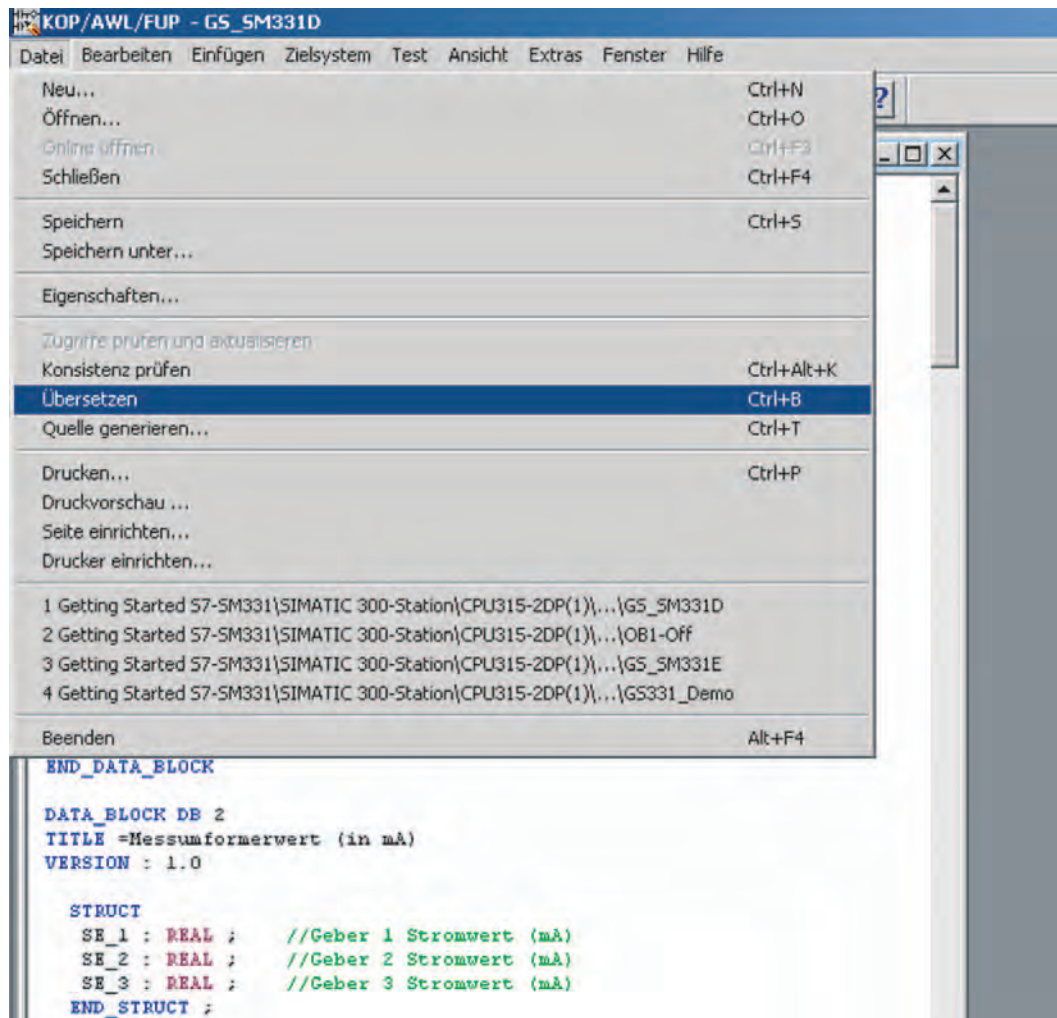 KOP/AWL/FUP - GS_SM331D
Datei Bearbeiten Einfügen Zielsystem Test Ansicht Extras Fenster Hilfe
Neu... Ctrl+N
Öffnen... Ctrl+O
Online öffnen Ctrl+F3
Schließen Ctrl+F4
Speichern Ctrl+S
Speichern unter...
Eigenschaften...
Zugriffe prüfen und aktualisieren
Konsistenz prüfen Ctrl+Alt+K
Übersetzen Ctrl+B
Quelle generieren... Ctrl+T
Drucken... Ctrl+P
Druckvorschau ...
Seite einrichten...
Drucker einrichten...
1 Getting Started S7-SM331\SIMATIC 300-Station\CPU315-2DP(1)\...\GS_SM331D
2 Getting Started S7-SM331\SIMATIC 300-Station\CPU315-2DP(1)\...\OB1-Off
3 Getting Started S7-SM331\SIMATIC 300-Station\CPU315-2DP(1)\...\GS_SM331E
4 Getting Started S7-SM331\SIMATIC 300-Station\CPU315-2DP(1)\...\GS331_Demo
Beenden Alt+F4
END_DATA_BLOCK
DATA_BLOCK DB 2
TITLE =Messumformerwert (in mA)
VERSION : 1.0
STRUCT
SE_1 : REAL ; //Geber 1 Stromwert (mA)
SE_2 : REAL ; //Geber 2 Stromwert (mA)
SE_3 : REAL ; //Geber 3 Stromwert (mA)
END_STRUCT ;